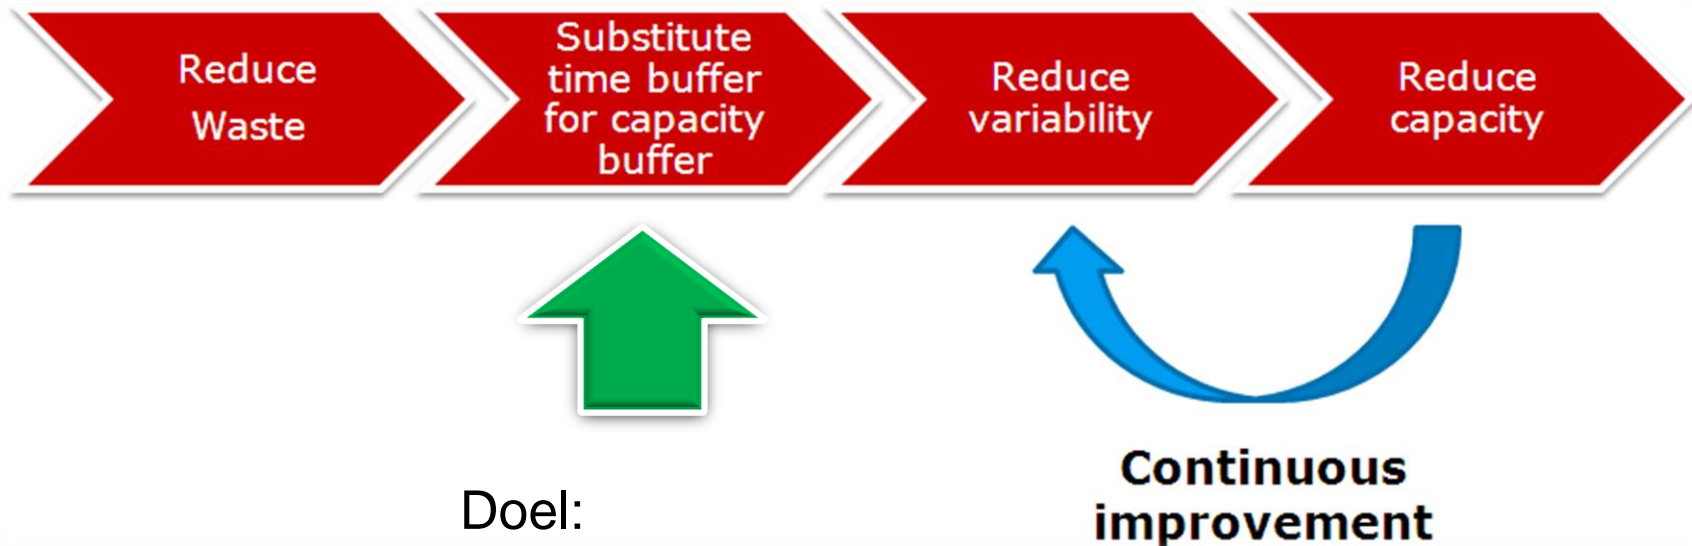 Reduce
Waste
Substitute
time buffer
for capacity
buffer
Reduce
variability
Reduce
capacity
Doel:
Continuous
improvement